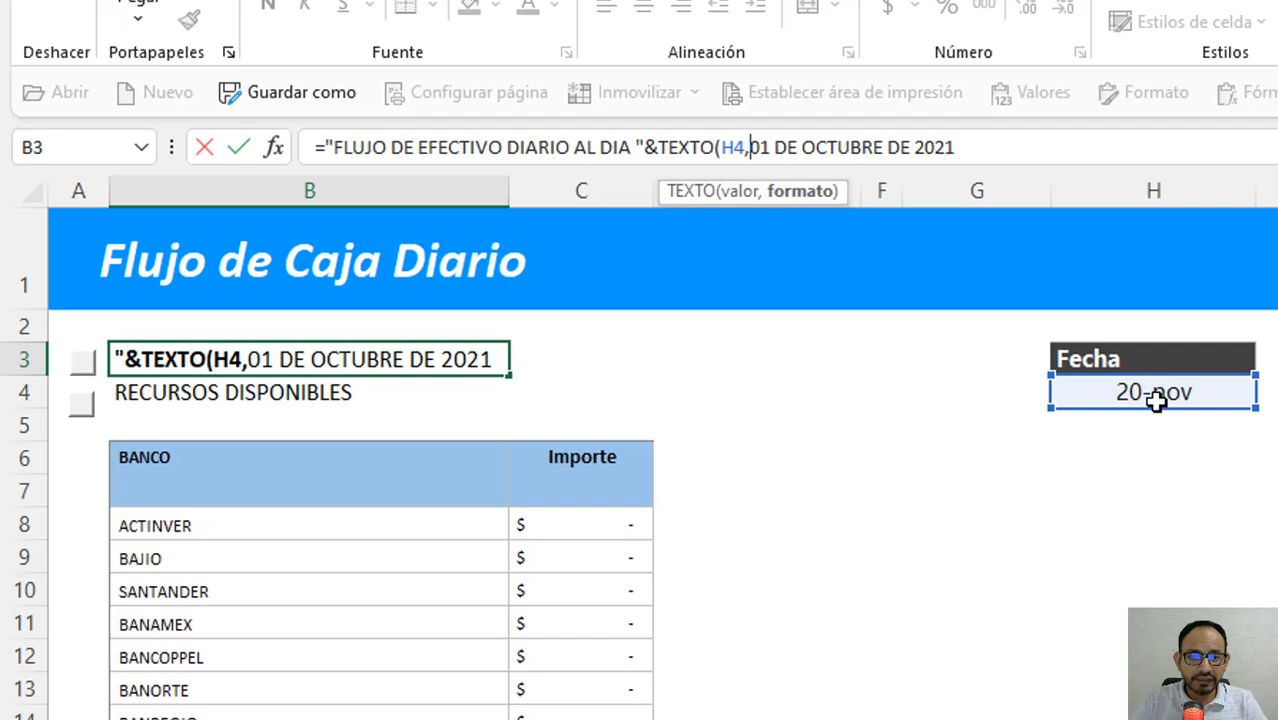 Pegar
N K S A $ % 000
Deshacer Portapapeles Fuente Alineación Número Estilos de celda Estilos
Abrir Nuevo Guardar como Configurar página Inmovilizar Establecer área de impresión Valores Formato Fórm
B3 fx ="FLUJO DE EFECTIVO DIARIO AL DIA "&TEXTO(H4,01 DE OCTUBRE DE 2021
A B C TEXTO(valor, formato) F G H
1 Flujo de Caja Diario
2
3 "&TEXTO(H4,01 DE OCTUBRE DE 2021 Fecha
4 RECURSOS DISPONIBLES 20-nov
5
6 BANCO Importe
7
8 ACTINVER $ -
9 BAJIO $ -
10 SANTANDER $ -
11 BANAMEX $ -
12 BANCOPPEL $ -
13 BANORTE $ -